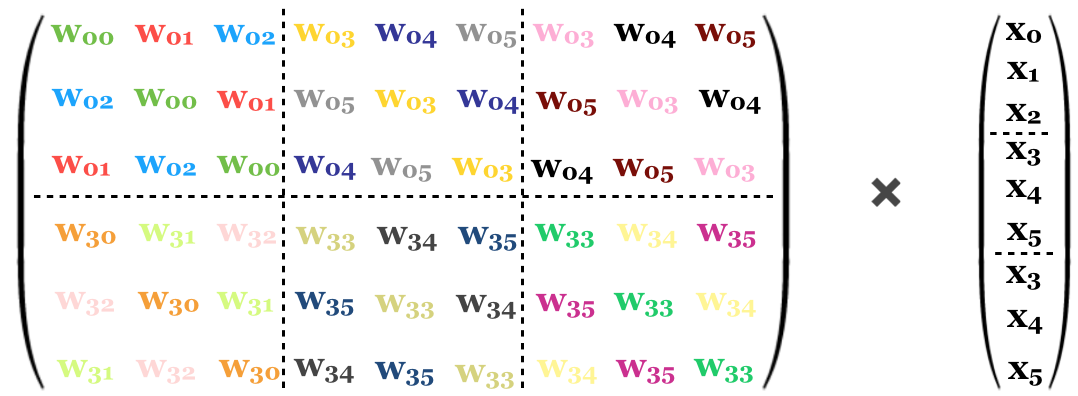 w00 w01 w02 w03 w04 w05 w03 w04 w05 x0
w02 w00 w01 w05 w03 w04 w05 w03 w04 x1
x2
w01 w02 w00 w04 w05 w03 w04 w05 w03 x3
× x4
w30 w31 w32 w33 w34 w35 w33 w34 w35 x5
x3
w32 w30 w31 w35 w33 w34 w35 w33 w34 x4
w31 w32 w30 w34 w35 w33 w34 w35 w33 x5